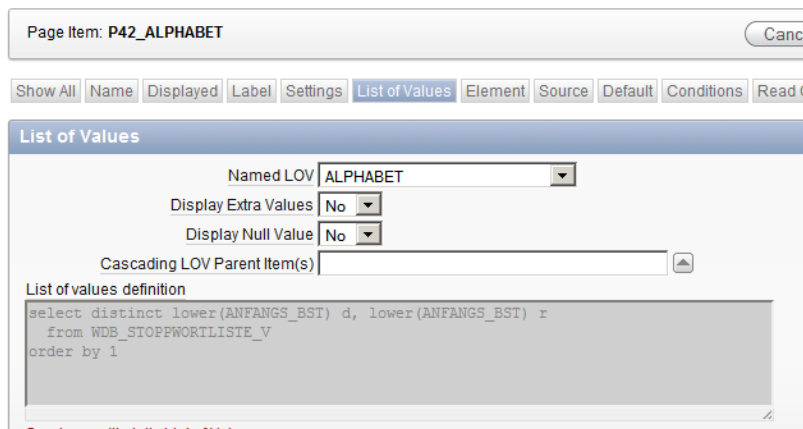 Page Item: P42_ALPHABET
Canc
Show All Name Displayed Label Settings List of Values Element Source Default Conditions Read
List of Values
Named LOV ALPHABET
Display Extra Values No
Display Null Value No
Cascading LOV Parent Item(s)
List of values definition
select distinct lower(ANFANGS_BST) d, lower(ANFANGS_BST) r
from WDB_STOPPWORTLISTE_V
order by 1